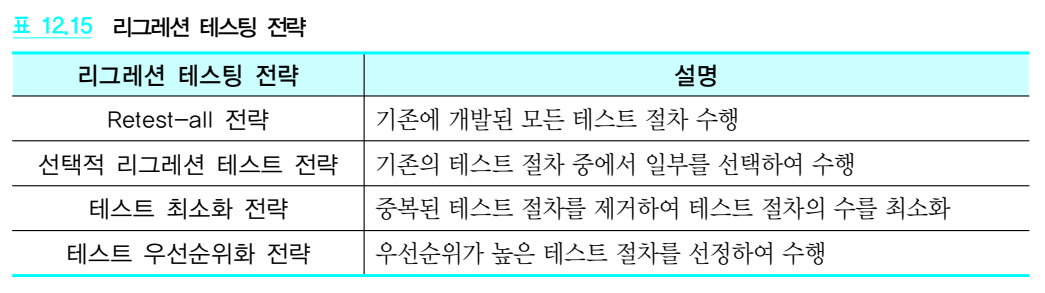 표 12.15 리그레션 테스팅 전략
리그레션 테스팅 전략 설명
Retest-all 전략 기존에 개발된 모든 테스트 절차 수행
선택적 리그레션 테스트 전략 기존의 테스트 절차 중에서 일부를 선택하여 수행
테스트 최소화 전략 중복된 테스트 절차를 제거하여 테스트 절차의 수를 최소화
테스트 우선순위화 전략 우선순위가 높은 테스트 절차를 선정하여 수행